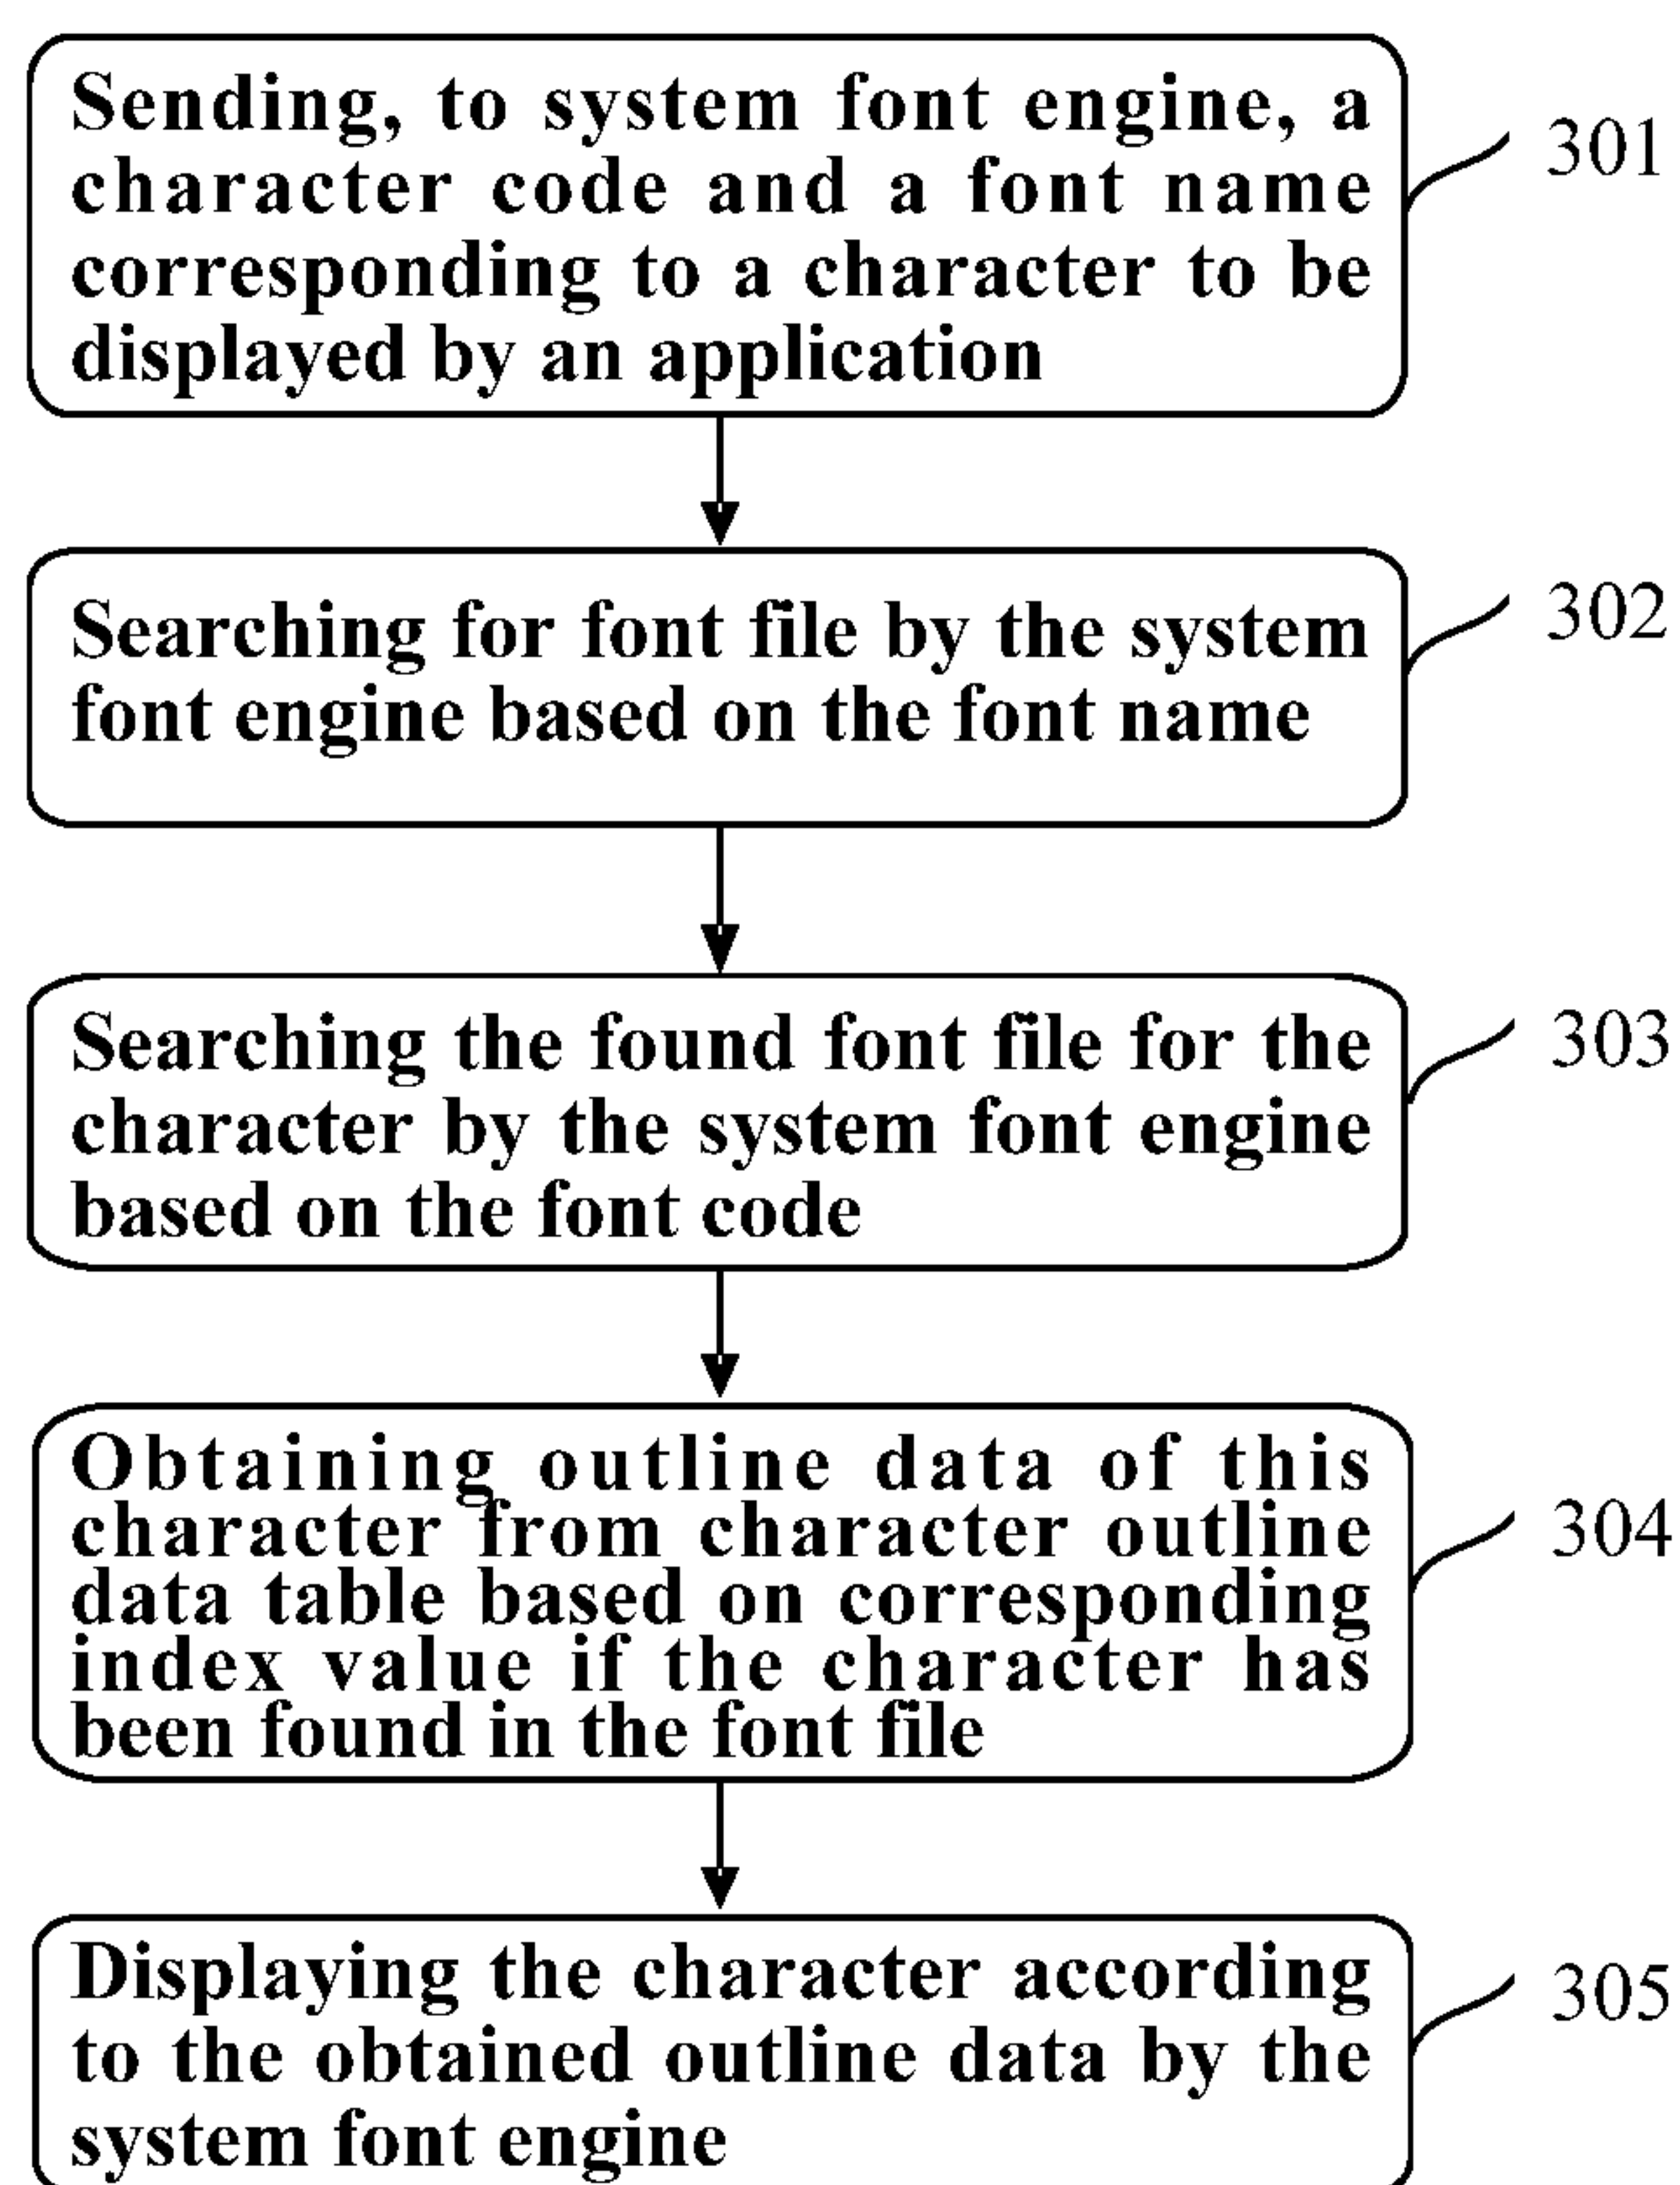 Sending, to system font engine, a
character code and a font name
corresponding to a character to be
displayed by an application
301
Searching for font file by the system
font engine based on the font name
302
Searching the found font file for the
character by the system font engine
based on the font code
303
Obtaining outline data of this
character from character outline
data table based on corresponding
index value if the character has
been found in the font file
304
Displaying the character according
to the obtained outline data by the
system font engine
305